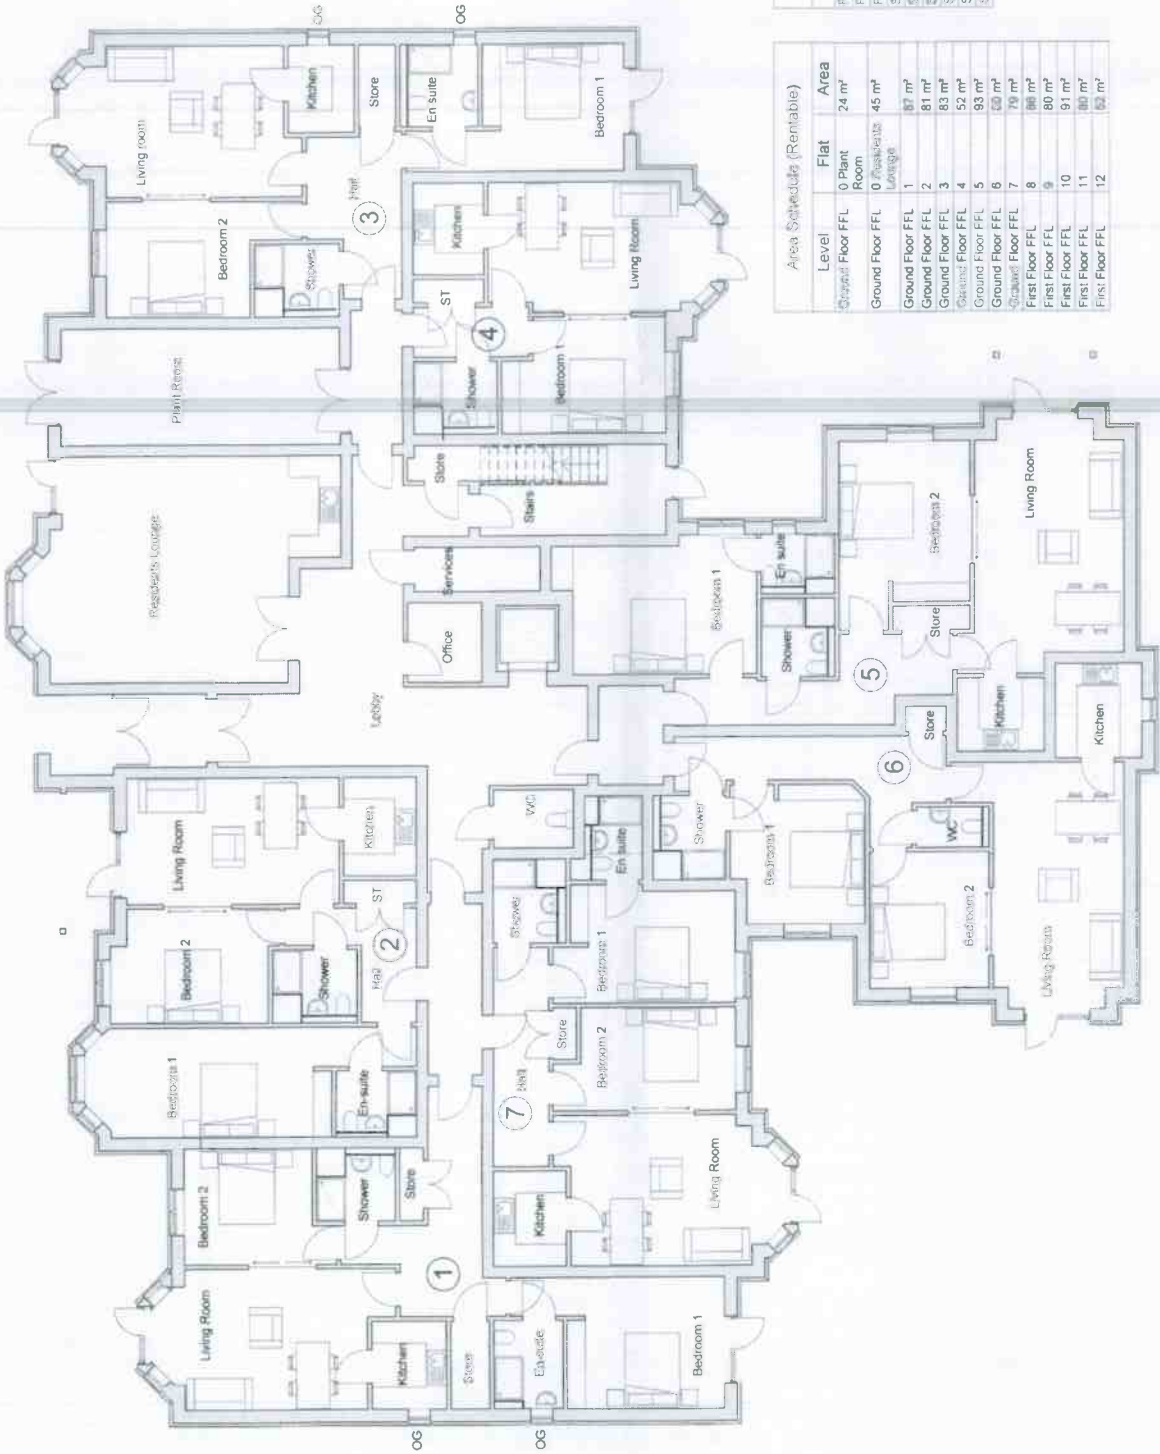 OG
OG
Living room
Kitchen
Store
En suite
Bedroom 1
Bedroom 2
Shower
Hall
3
Kitchen
Living Room
ST
4
Shower
Bedroom 1
Plant Room
Residents Lounge
Store
Stairs
Services
Office
Lobby
Bedroom 1
En suite
Shower
Bedroom 2
Living Room
Store
5
Kitchen
Kitchen
Store
6
Shower
Bedroom 1
WC
Bedroom 2
Living Room
Living Room
Kitchen
ST
2
Hall
Bedroom 2
Shower
Bedroom 1
En-suite
WC
En suite
Shower
Bedroom 1
Store
Bedroom 2
Hall
7
Kitchen
Living Room
Bedroom 2
Shower
Store
Living Room
1
Kitchen
Store
En-suite
Bedroom 1
OG
OG
Area Schedule (Rentable)
Level Flat Area
Ground Floor FFL 0 Plant Room 24 m²
Ground Floor FFL 0 Residents Lounge 45 m²
Ground Floor FFL 1 m²
Ground Floor FFL 2 81 m²
Ground Floor FFL 3 83 m²
Ground Floor FFL 4 52 m²
Ground Floor FFL 5 93 m²
Ground Floor FFL 6 m²
Ground Floor FFL 7 79 m²
First Floor FFL 8 m²
First Floor FFL 9 80 m²
First Floor FFL 10 91 m²
First Floor FFL 11 m²
First Floor FFL 12 m²